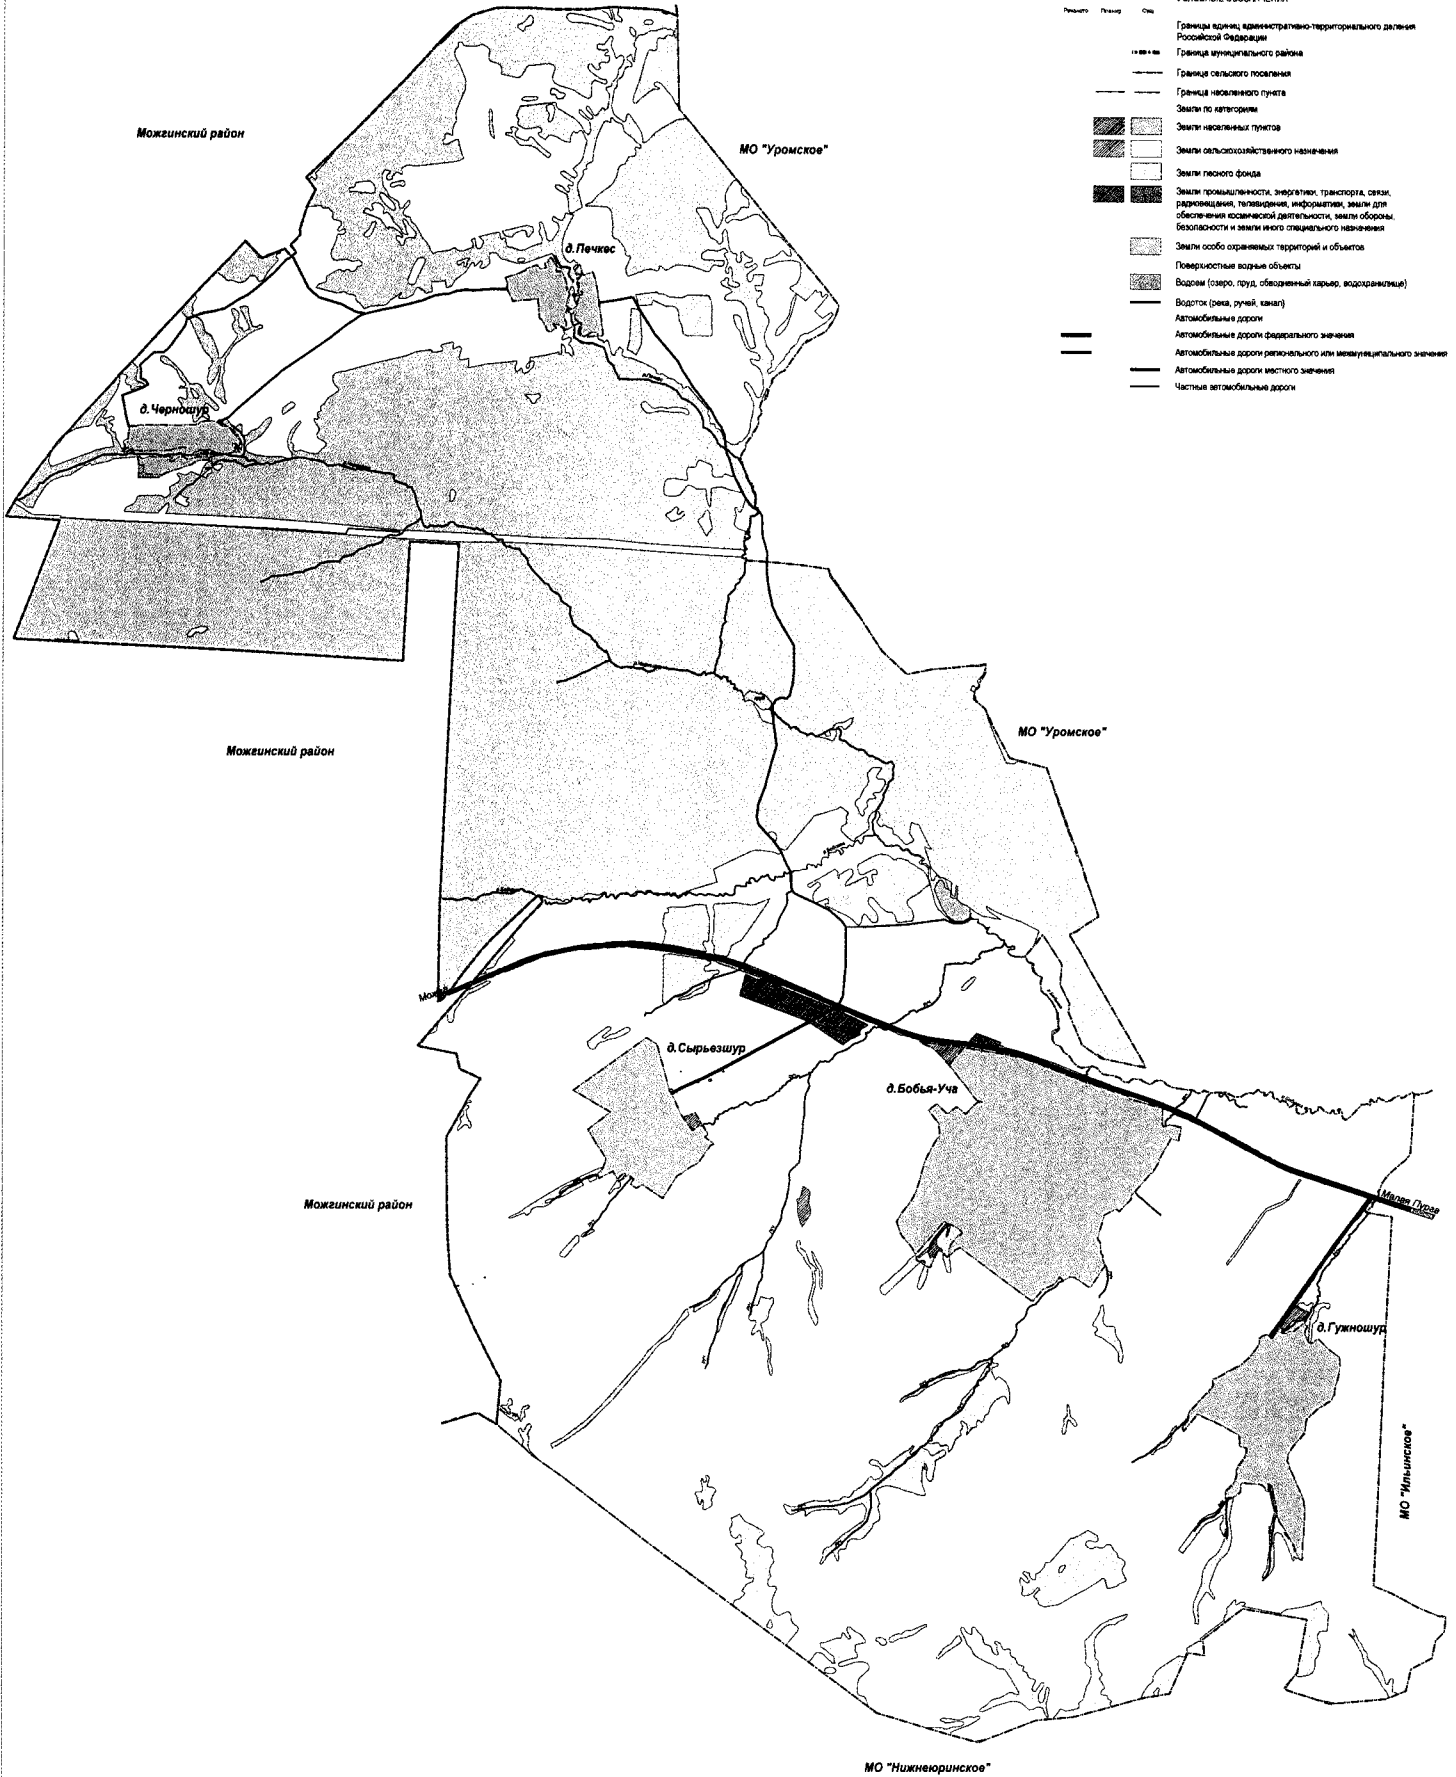 Сущ
Границы единиц административно-территориального деления
Российской Федерации
Граница муниципального района
Граница сельского поселения
Граница населенного пункта
Земли по категориям
Земли населенных пунктов
Земли сельскохозяйственного назначения
Земли лесного фонда
Земли промышленности, энергетики, транспорта, связи,
радиовещания, телевидения, информатики, земли для
обеспечения космической деятельности, земли обороны,
безопасности и земли иного специального назначения
Земли особо охраняемых территорий и объектов
Поверхностные водные объекты
Водоем (озеро, пруд, обводненный карьер, водохранилище)
Водоток (река, ручей, канал)
Автомобильные дороги
Автомобильные дороги федерального значения
Автомобильные дороги регионального или межмуниципального значения
Автомобильные дороги местного значения
Частные автомобильные дороги
Можгинский район
МО "Уромское"
д.Печкес
д.Черношур
Можгинский район
МО "Уромское"
д.Сырьезшур
д.Бобья-Уча
Можгинский район
Малая Пурга
д.Гужношур
МО "Ильинское"
МО "Нижнеюринское"